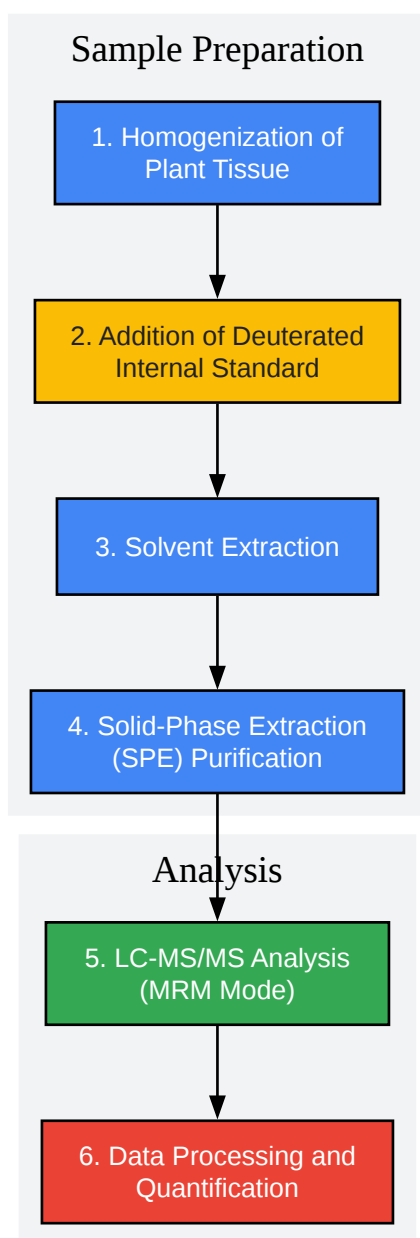 Sample Preparation
1. Homogenization of
Plant Tissue
2. Addition of Deuterated
Internal Standard
3. Solvent Extraction
4. Solid-Phase Extraction
(SPE) Purification
Analysis
5. LC-MS/MS Analysis
(MRM Mode)
6. Data Processing and
Quantification